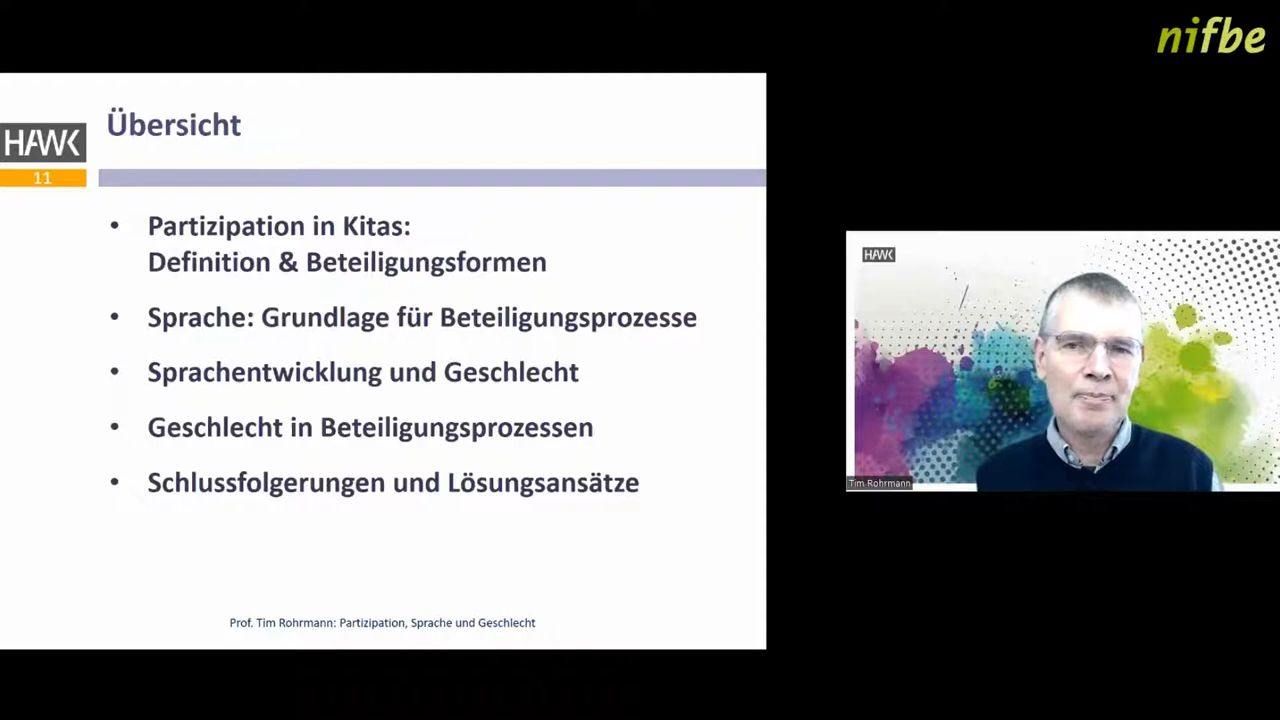 nifbe
HAWK
11
Übersicht
• Partizipation in Kitas:
Definition & Beteiligungsformen
• Sprache: Grundlage für Beteiligungsprozesse
• Sprachentwicklung und Geschlecht
• Geschlecht in Beteiligungsprozessen
• Schlussfolgerungen und Lösungsansätze
Prof. Tim Rohrmann: Partizipation, Sprache und Geschlecht
HAWK
Tim Rohrmann